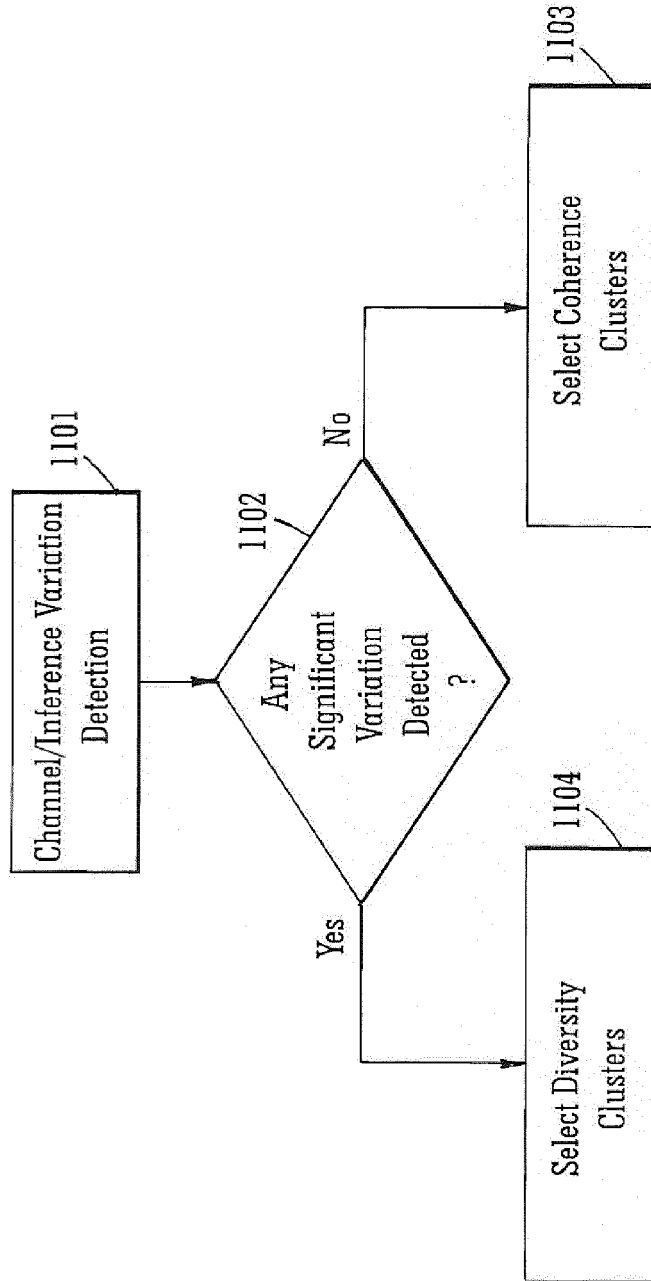 Channel/Inference Variation
Detection
1101
1102
Any
Significant
Variation
Detected
?
Yes
No
1104
Select Diversity
Clusters
1103
Select Coherence
Clusters